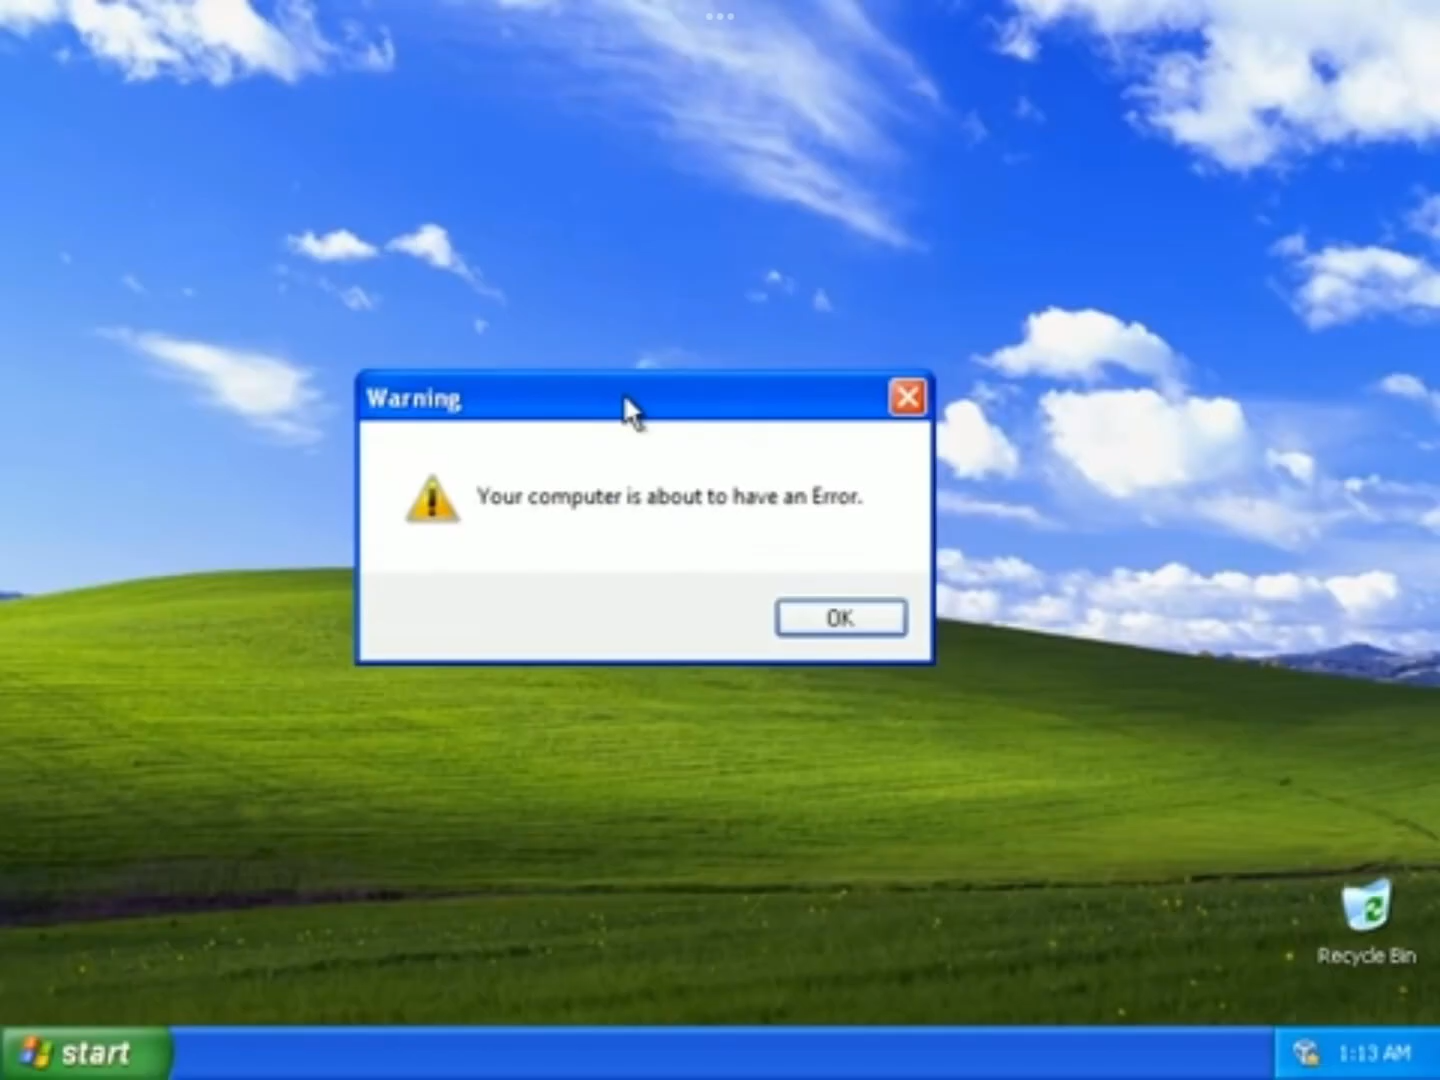 Warning
Your computer is about to have an Error.
OK
Recycle Bin
start
1:13 AM